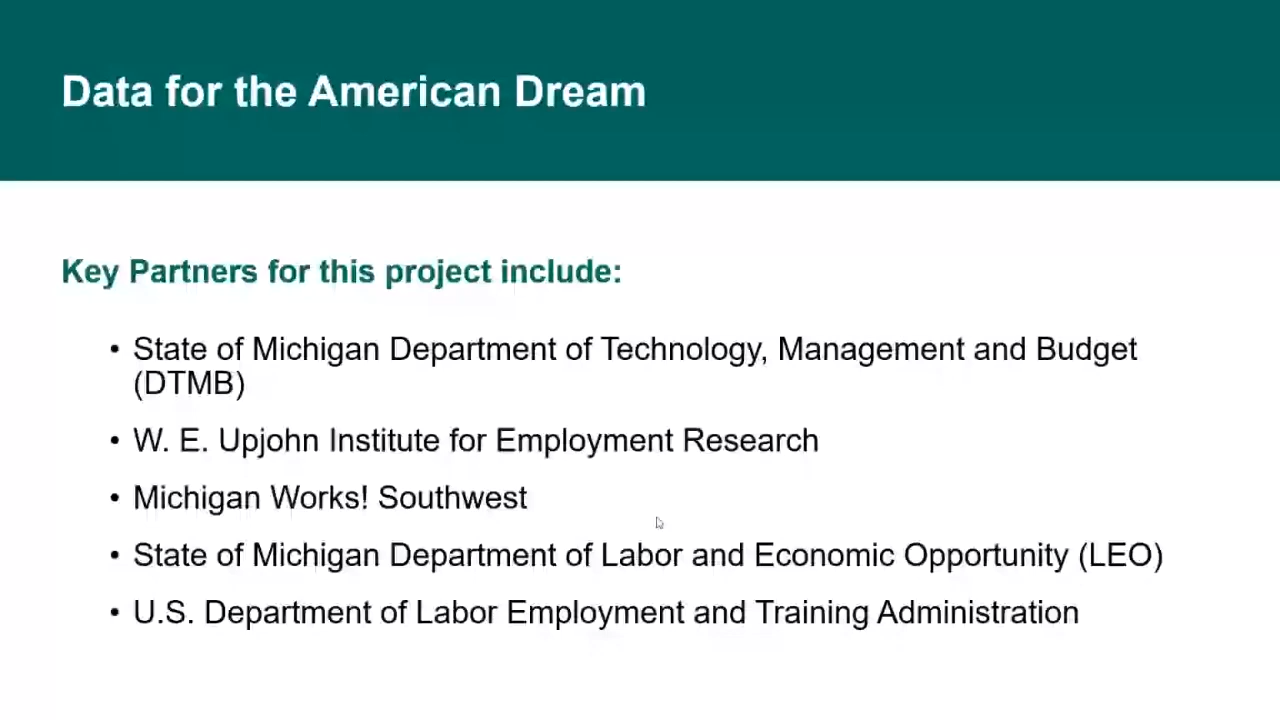 Data for the American Dream
Key Partners for this project include:
• State of Michigan Department of Technology, Management and Budget
(DTMB)
• W. E. Upjohn Institute for Employment Research
• Michigan Works! Southwest
• State of Michigan Department of Labor and Economic Opportunity (LEO)
• U.S. Department of Labor Employment and Training Administration